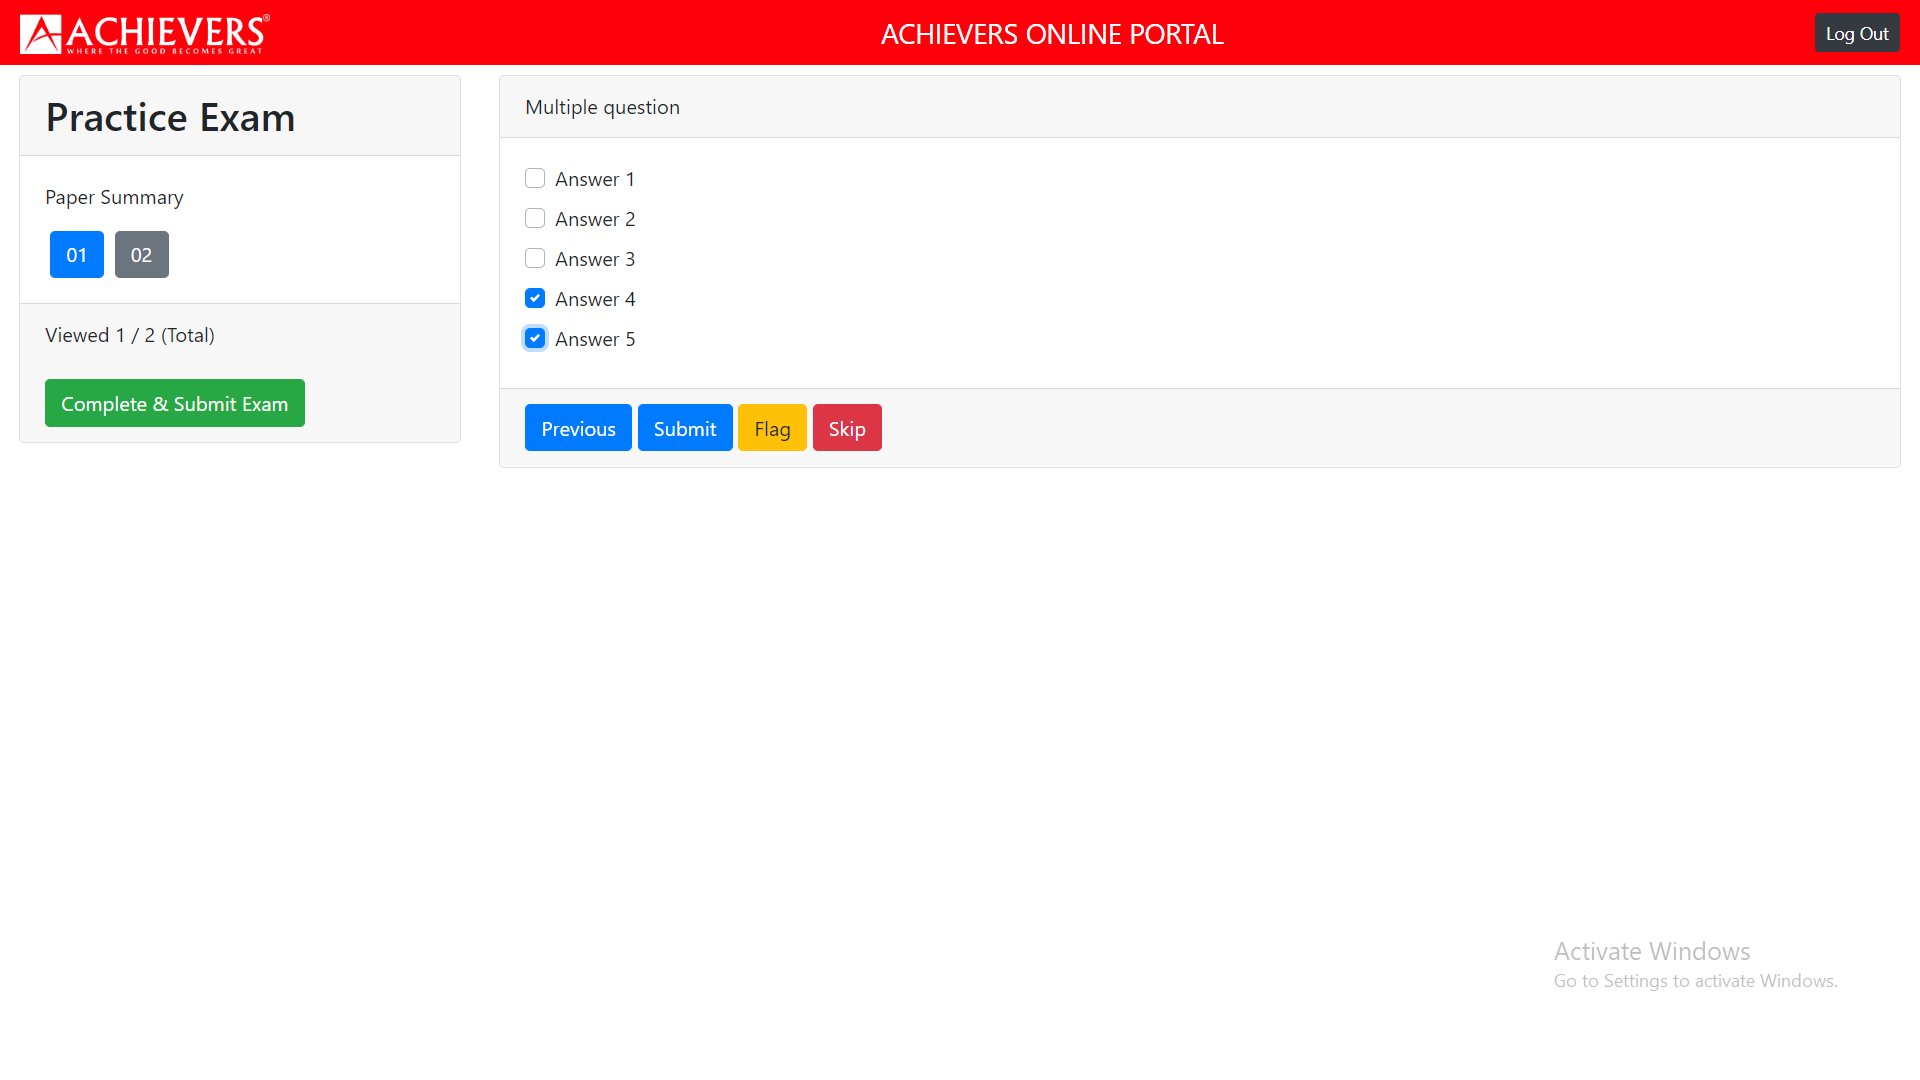 ACHIEVERS®
WHERE THE GOOD BECOMES GREAT
ACHIEVERS ONLINE PORTAL
Log Out
Practice Exam
Paper Summary
01 02
Viewed 1 / 2 (Total)
Complete & Submit Exam
Multiple question
Answer 1
Answer 2
Answer 3
Answer 4
Answer 5
Previous Submit Flag Skip
Activate Windows
Go to Settings to activate Windows.